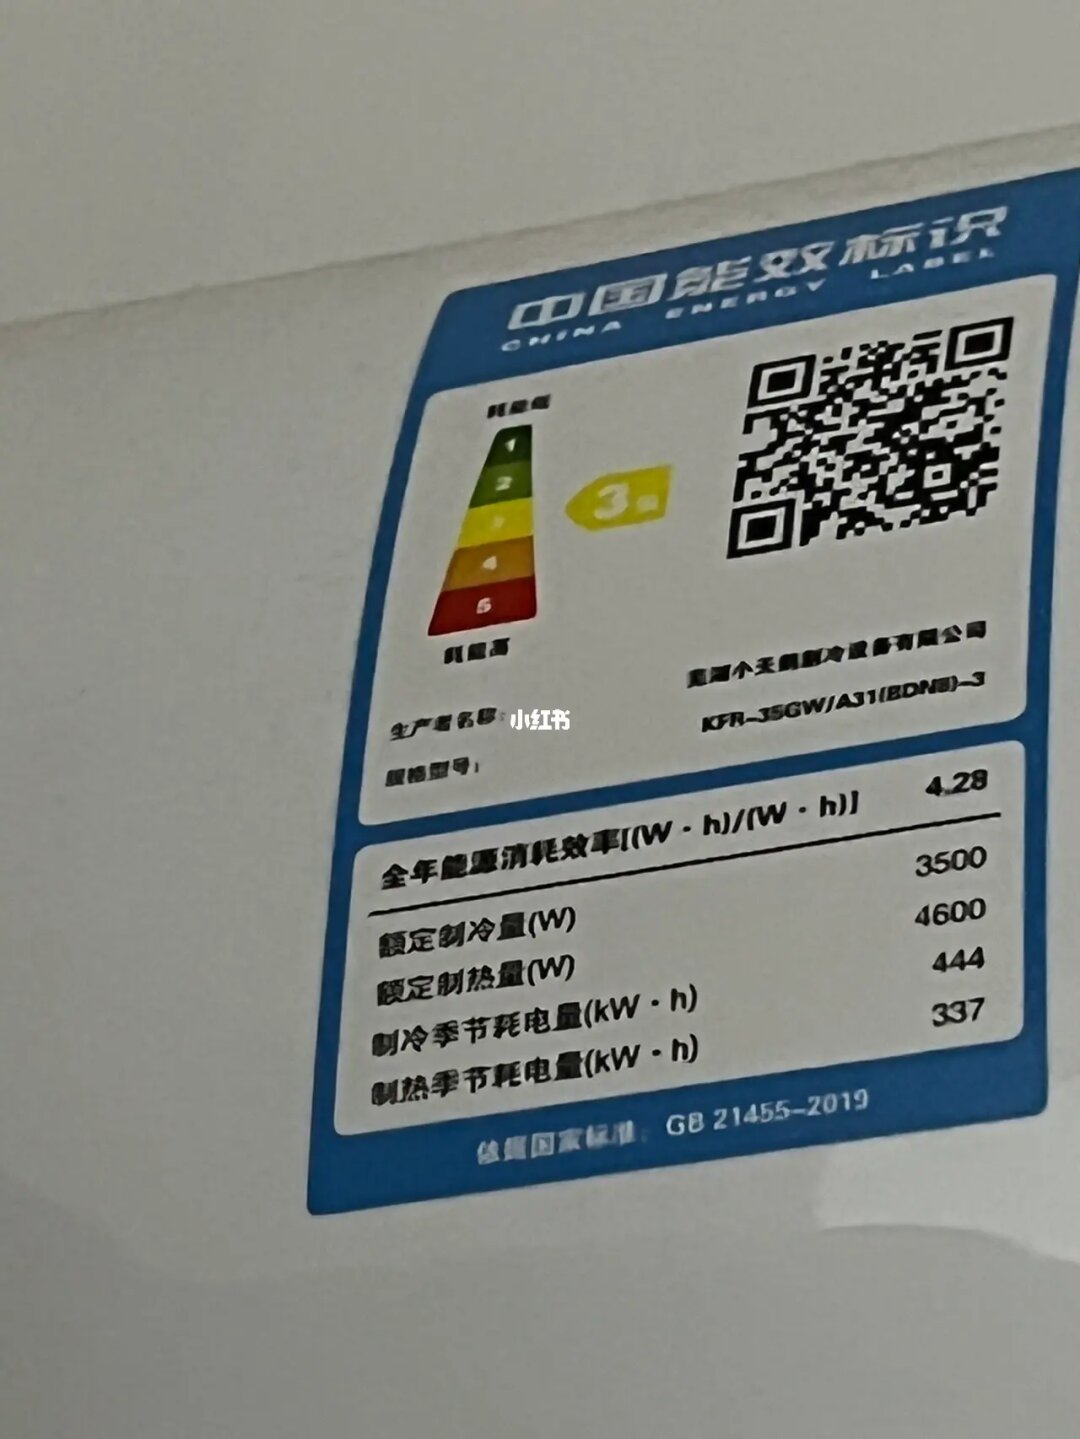 中国能效标识
CHINA ENERGY LABEL
耗能低
1
2
3
4
5
3级
耗能高
生产者名称:
小红书
制冷设备有限公司
规格型号:
KFR-35GW/A31(BDN8)-3
全年能源消耗效率[(W·h)/(W·h)] 4.28
额定制冷量(W) 3500
额定制热量(W) 4600
制冷季节耗电量(kW·h) 444
制热季节耗电量(kW·h) 337
依据国家标准: GB 21455-2019